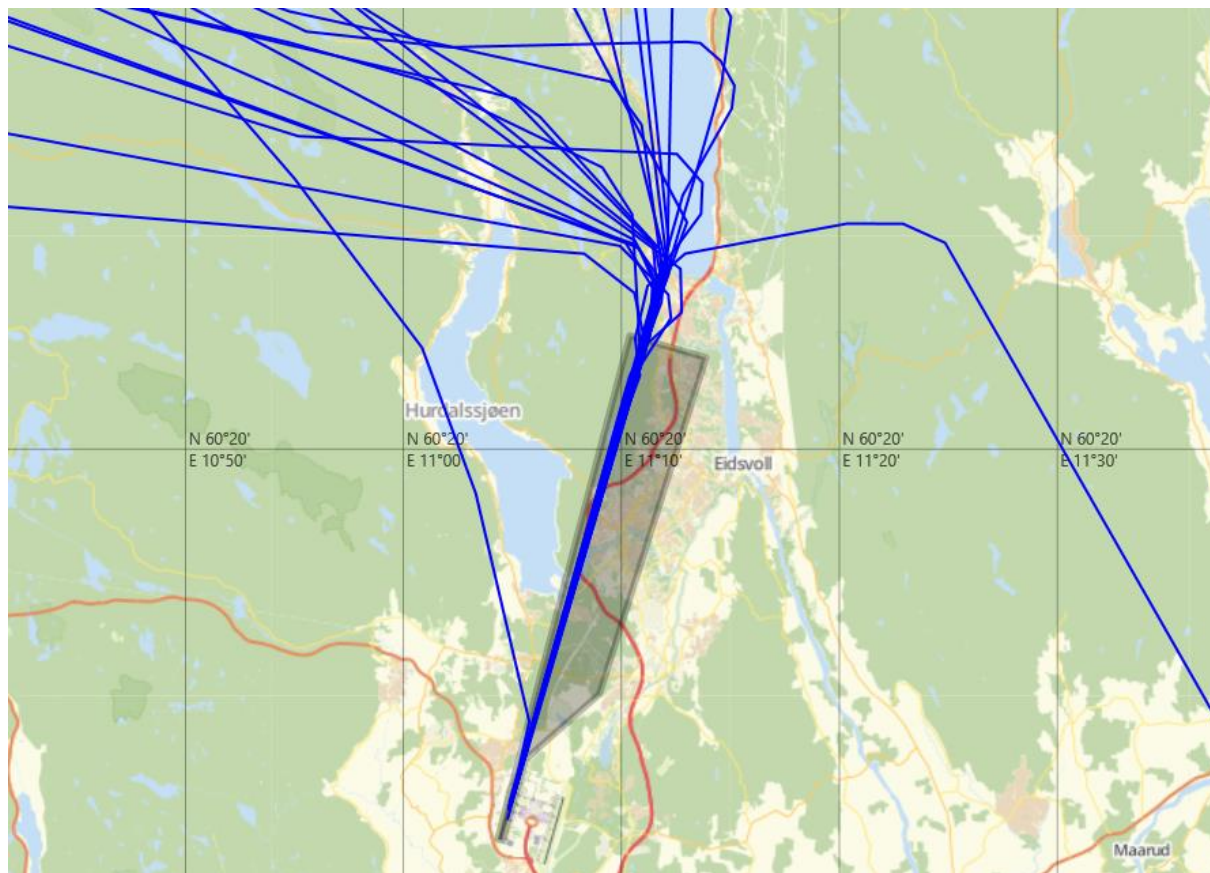 Hurdalssjøen
N 60°20'
E 10°50'
N 60°20'
E 11°00'
N 60°20'
E 11°10'
N 60°20'
E 11°20'
N 60°20'
E 11°30'
Eidsvoll
Maarud